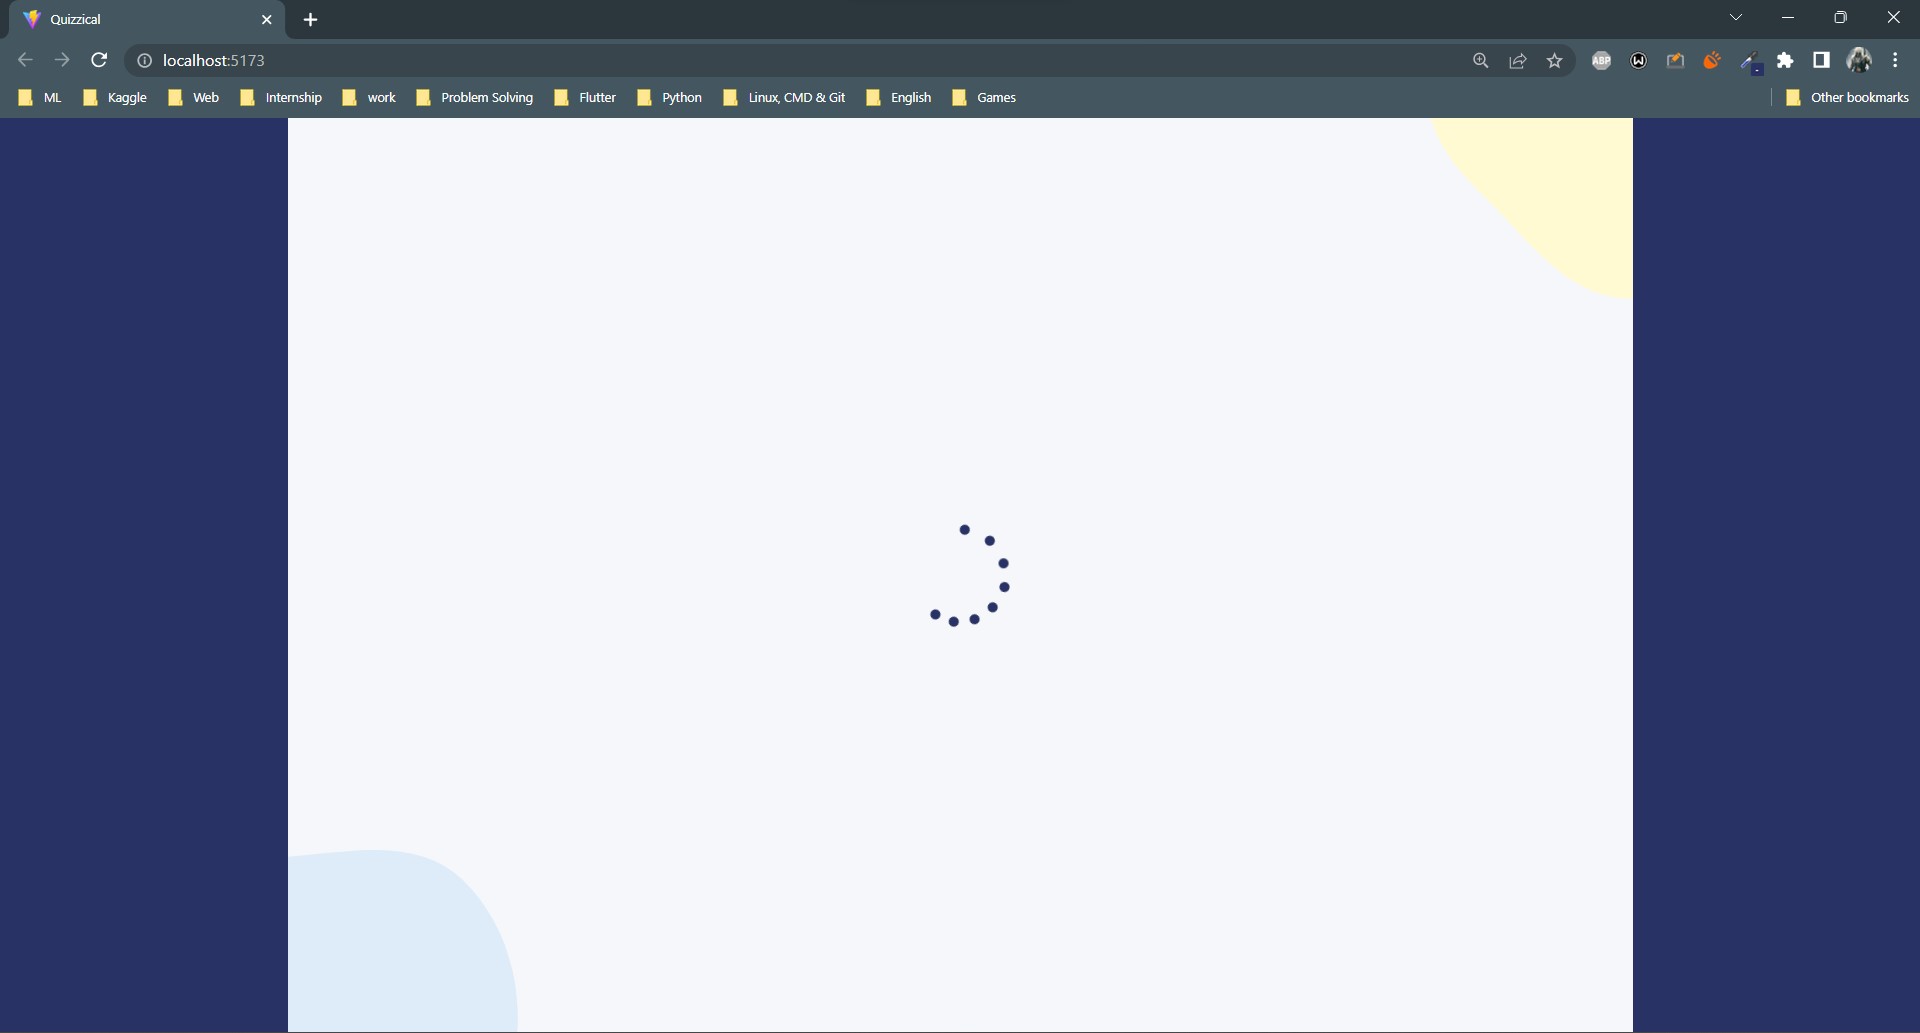 Quizzical
localhost:5173
ABP
ML Kaggle Web Internship work Problem Solving Flutter Python Linux, CMD & Git English Games Other bookmarks